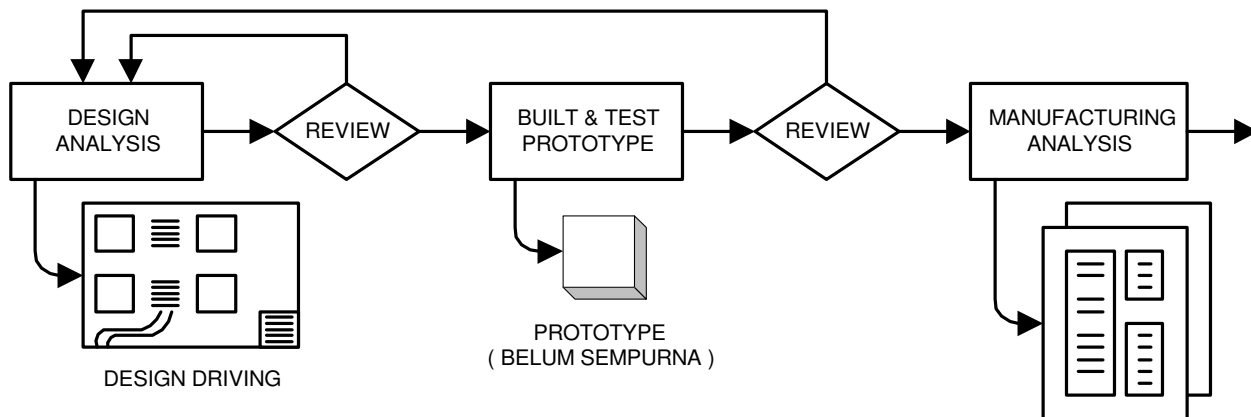 DESIGN
ANALYSIS
REVIEW
BUILT & TEST
PROTOTYPE
REVIEW
MANUFACTURING
ANALYSIS
DESIGN DRIVING
PROTOTYPE
( BELUM SEMPURNA )